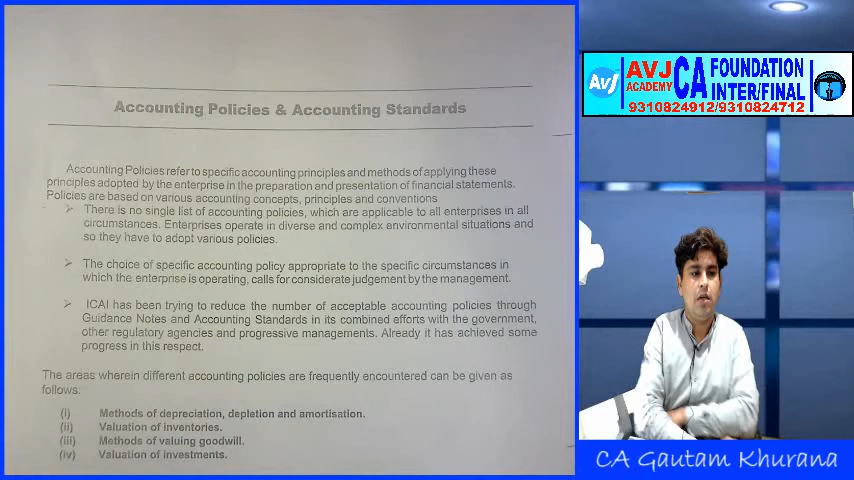 Accounting Policies & Accounting Standards
Accounting Policies refer to specific accounting principles and methods of applying these
principles adopted by the enterprise in the preparation and presentation of financial statements.
Policies are based on various accounting concepts, principles and conventions
➢ There is no single list of accounting policies, which are applicable to all enterprises in all
circumstances. Enterprises operate in diverse and complex environmental situations and
so they have to adopt various policies.
➢ The choice of specific accounting policy appropriate to the specific circumstances in
which the enterprise is operating, calls for considerate judgement by the management.
➢ ICAI has been trying to reduce the number of acceptable accounting policies through
Guidance Notes and Accounting Standards in its combined efforts with the government,
other regulatory agencies and progressive managements. Already it has achieved some
progress in this respect.
The areas wherein different accounting policies are frequently encountered can be given as
follows:
(i) Methods of depreciation, depletion and amortisation.
(ii) Valuation of inventories.
(iii) Methods of valuing goodwill.
(iv) Valuation of investments.
AVJ
AVJ
ACADEMY
CA
FOUNDATION
INTER/FINAL
9310824912/9310824712
CA Gautam Khurana